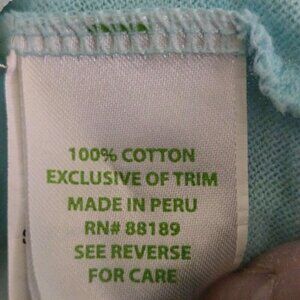 100% COTTON
EXCLUSIVE OF TRIM
MADE IN PERU
RN# 88189
SEE REVERSE
FOR CARE